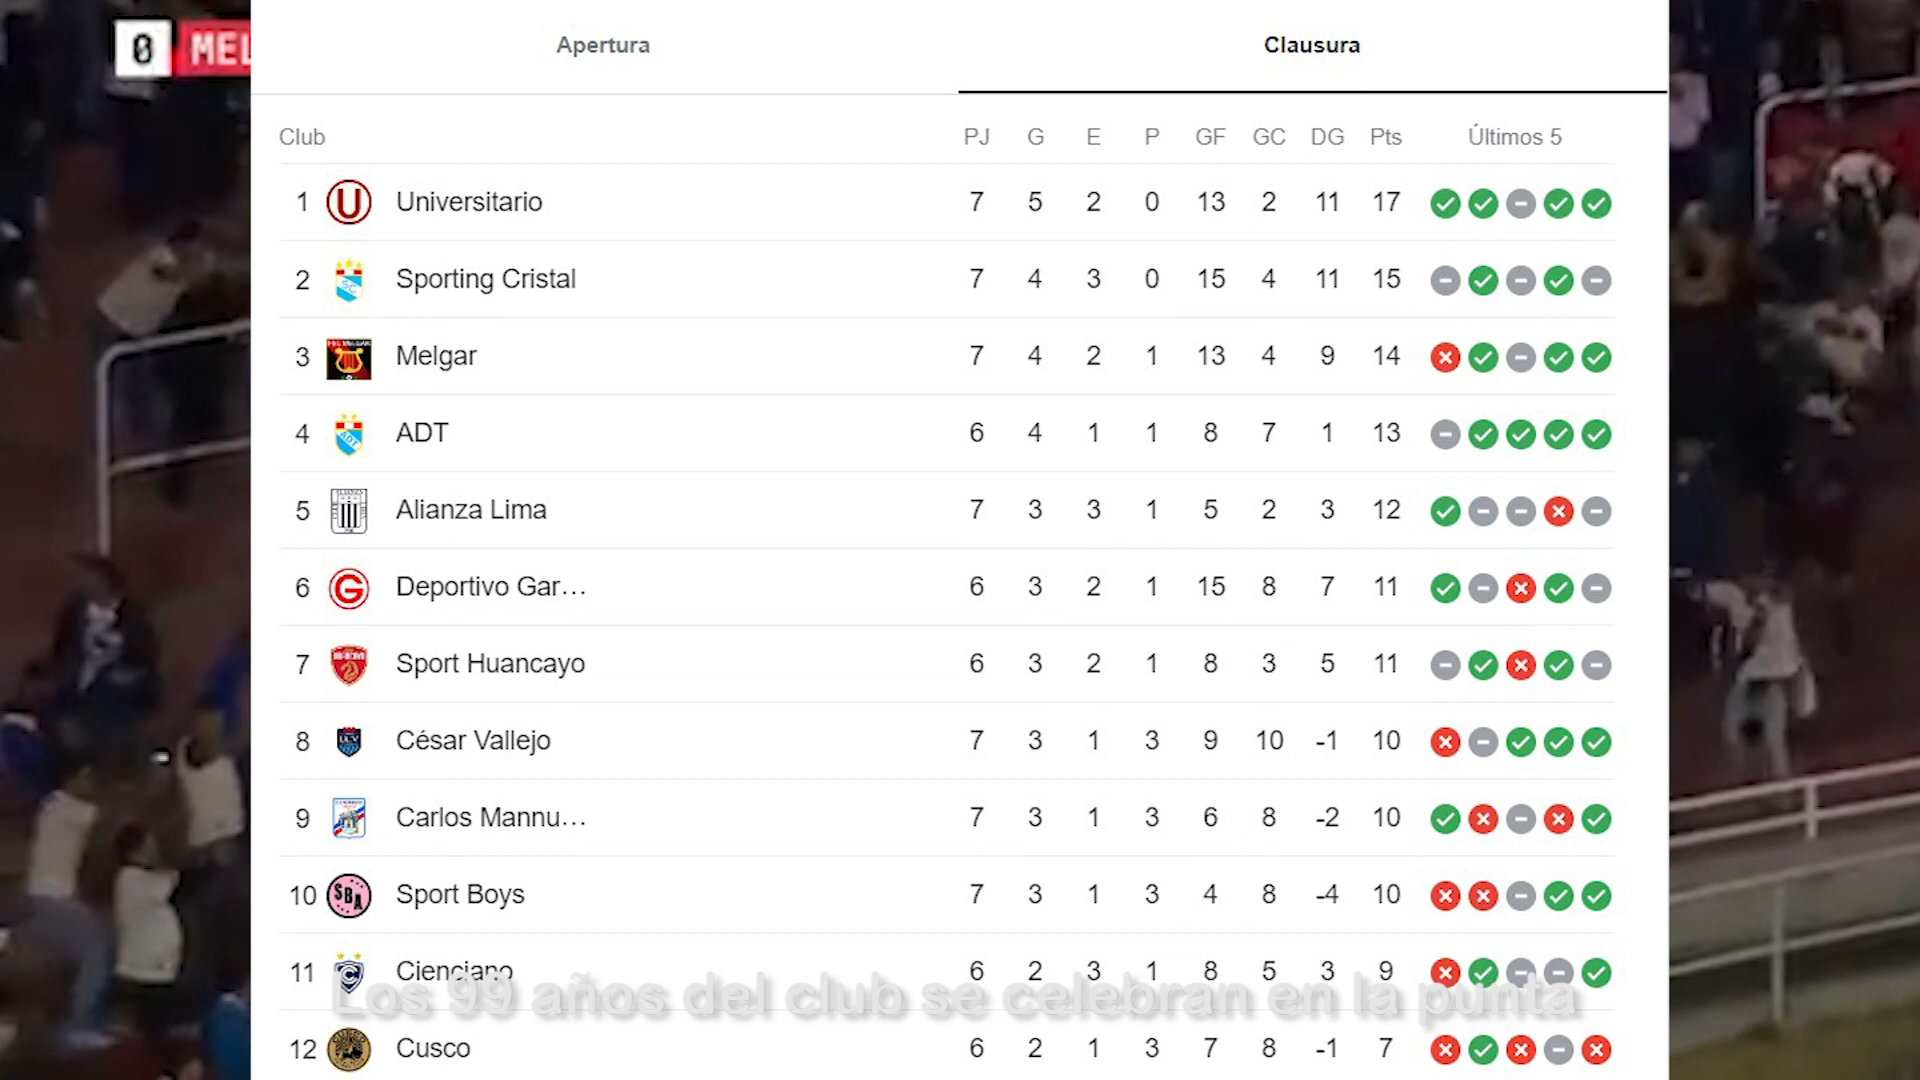 0 MEL
Apertura Clausura
Club PJ G E P GF GC DG Pts Últimos 5
1 U Universitario 7 5 2 0 13 2 11 17
2 SC Sporting Cristal 7 4 3 0 15 4 11 15
3 Melgar 7 4 2 1 13 4 9 14
4 ADT ADT 6 4 1 1 8 7 1 13
5 Alianza Lima 7 3 3 1 5 2 3 12
6 G Deportivo Gar... 6 3 2 1 15 8 7 11
7 Sport Huancayo 6 3 2 1 8 3 5 11
8 César Vallejo 7 3 1 3 9 10 -1 10
9 Carlos Mannu... 7 3 1 3 6 8 -2 10
10 SBA Sport Boys 7 3 1 3 4 8 -4 10
11 C Cienciano 6 2 3 1 8 5 3 9
Los 99 años del club se celebran en la punta
12 Cusco 6 2 1 3 7 8 -1 7